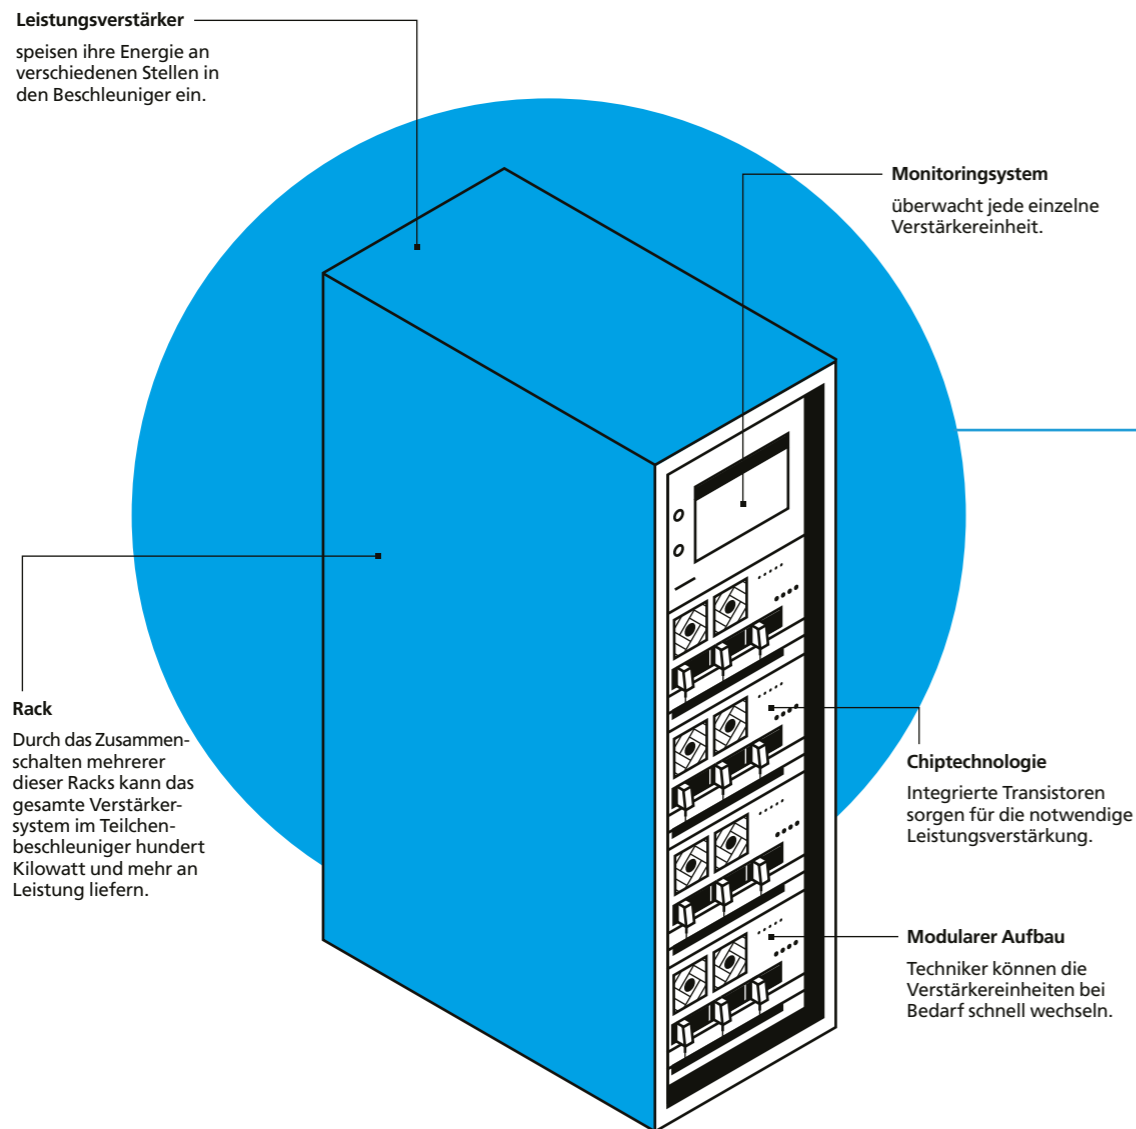 Leistungsverstärker
speisen ihre Energie an
verschiedenen Stellen in
den Beschleuniger ein.
Monitoringsystem
überwacht jede einzelne
Verstärkereinheit.
Rack
Durch das Zusammen-
schalten mehrerer
dieser Racks kann das
gesamte Verstärker-
system im Teilchen-
beschleuniger hundert
Kilowatt und mehr an
Leistung liefern.
Chiptechnologie
Integrierte Transistoren
sorgen für die notwendige
Leistungsverstärkung.
Modularer Aufbau
Techniker können die
Verstärkereinheiten bei
Bedarf schnell wechseln.